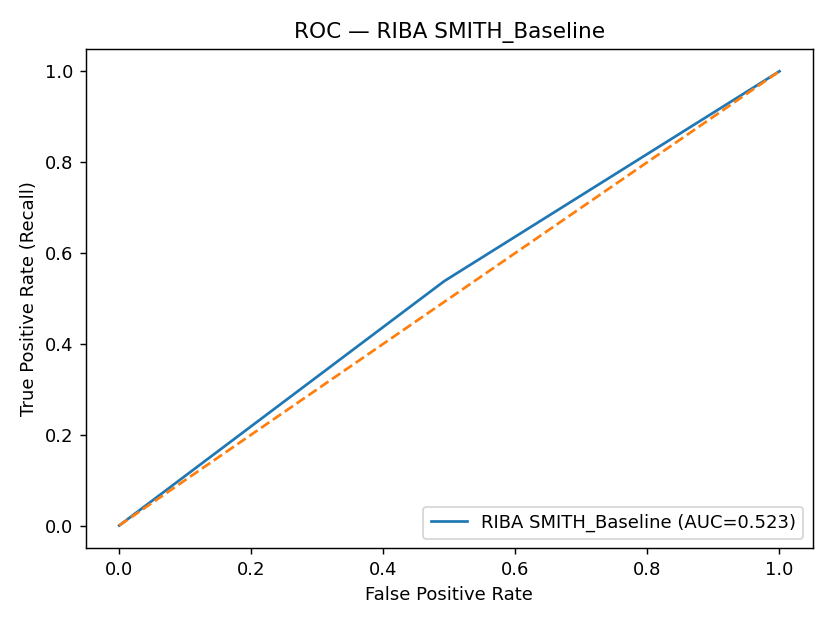 ROC — RIBA SMITH_Baseline
1.0
0.8
0.6
0.4
0.2
0.0
True Positive Rate (Recall)
RIBA SMITH_Baseline (AUC=0.523)
0.0 0.2 0.4 0.6 0.8 1.0
False Positive Rate